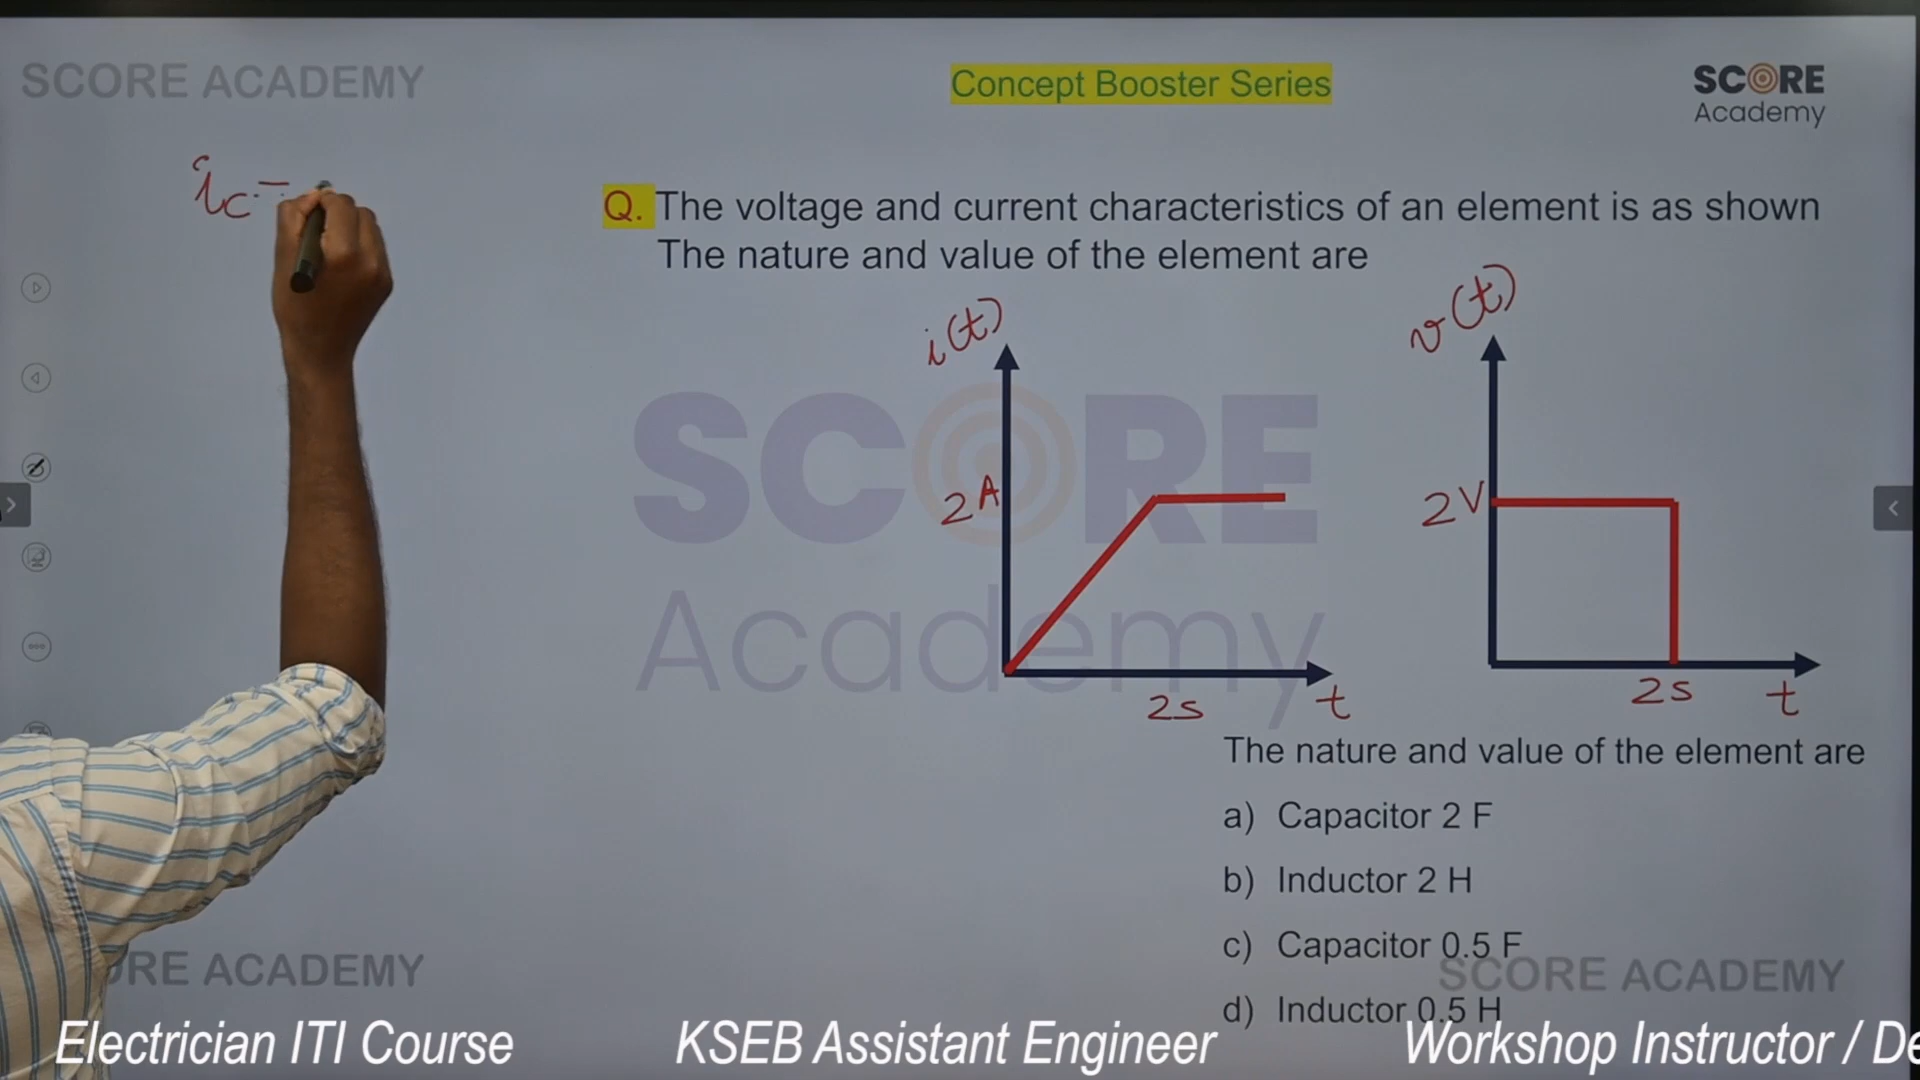 SCORE ACADEMY
Concept Booster Series
SCORE
Academy
ic =
Q. The voltage and current characteristics of an element is as shown
The nature and value of the element are
i(t)
v(t)
SCORE
Academy
2A
2V
2s
t
2s
t
The nature and value of the element are
a) Capacitor 2 F
b) Inductor 2 H
c) Capacitor 0.5 F
d) Inductor 0.5 H
ORE ACADEMY
SCORE ACADEMY
Electrician ITI Course
KSEB Assistant Engineer
Workshop Instructor / De